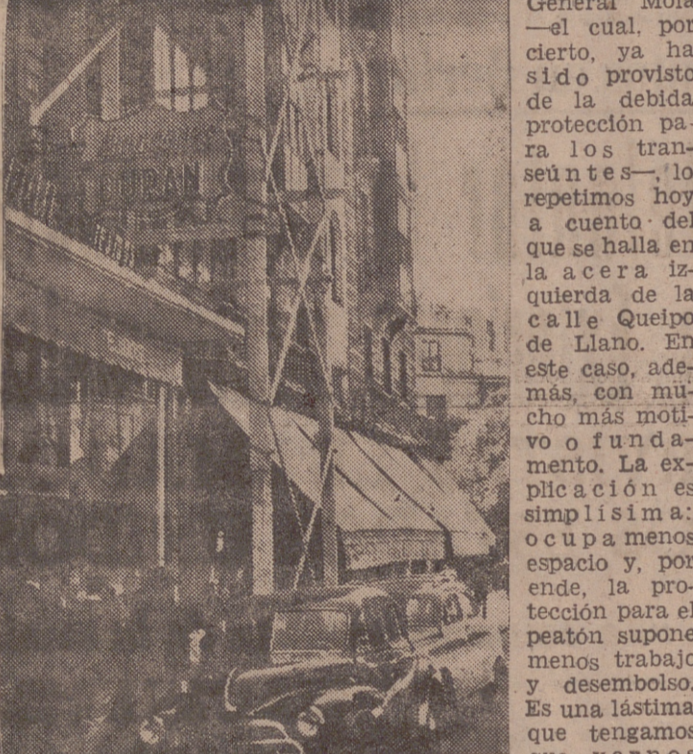 DURAN
General Mola
—el cual, por
cierto, ya ha
sido provisto
de la debida
protección pa-
ra los tran-
seúntes—, lo
repetimos hoy
a cuento del
que se halla en
la acera iz-
quierda de la
calle Queipo
de Llano. En
este caso, ade-
más, con mu-
cho más moti-
vo o funda-
mento. La ex-
plicación es
simplísima:
ocupa menos
espacio y, por
ende, la pro-
tección para el
peatón supone
menos trabajo
y desembolso.
Es una lástima
que tengamos